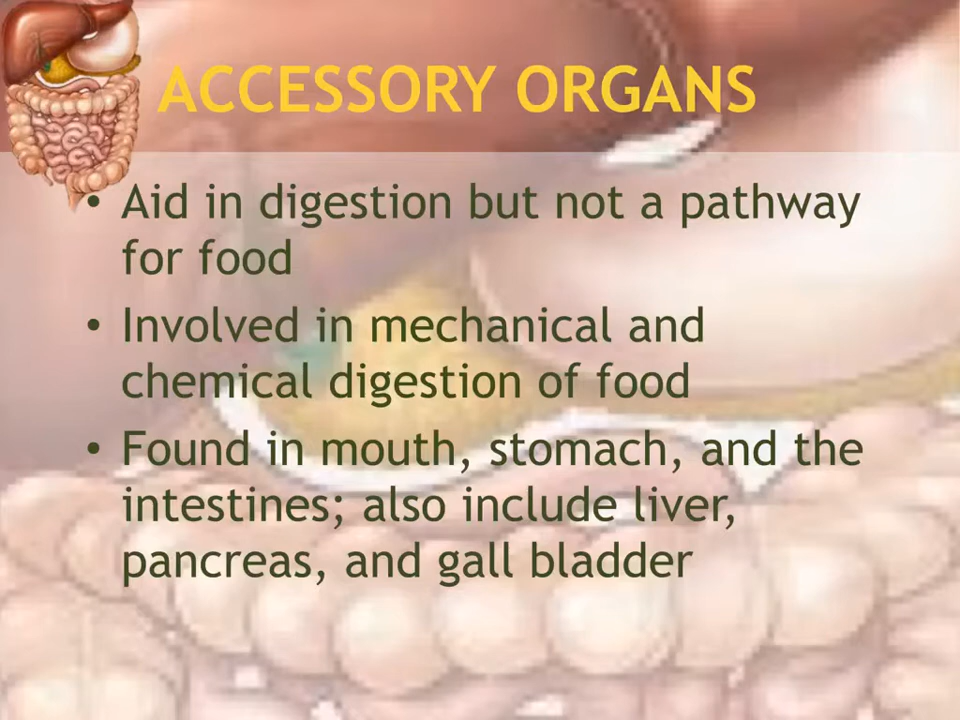 ACCESSORY ORGANS
• Aid in digestion but not a pathway
for food
• Involved in mechanical and
chemical digestion of food
• Found in mouth, stomach, and the
intestines; also include liver,
pancreas, and gall bladder